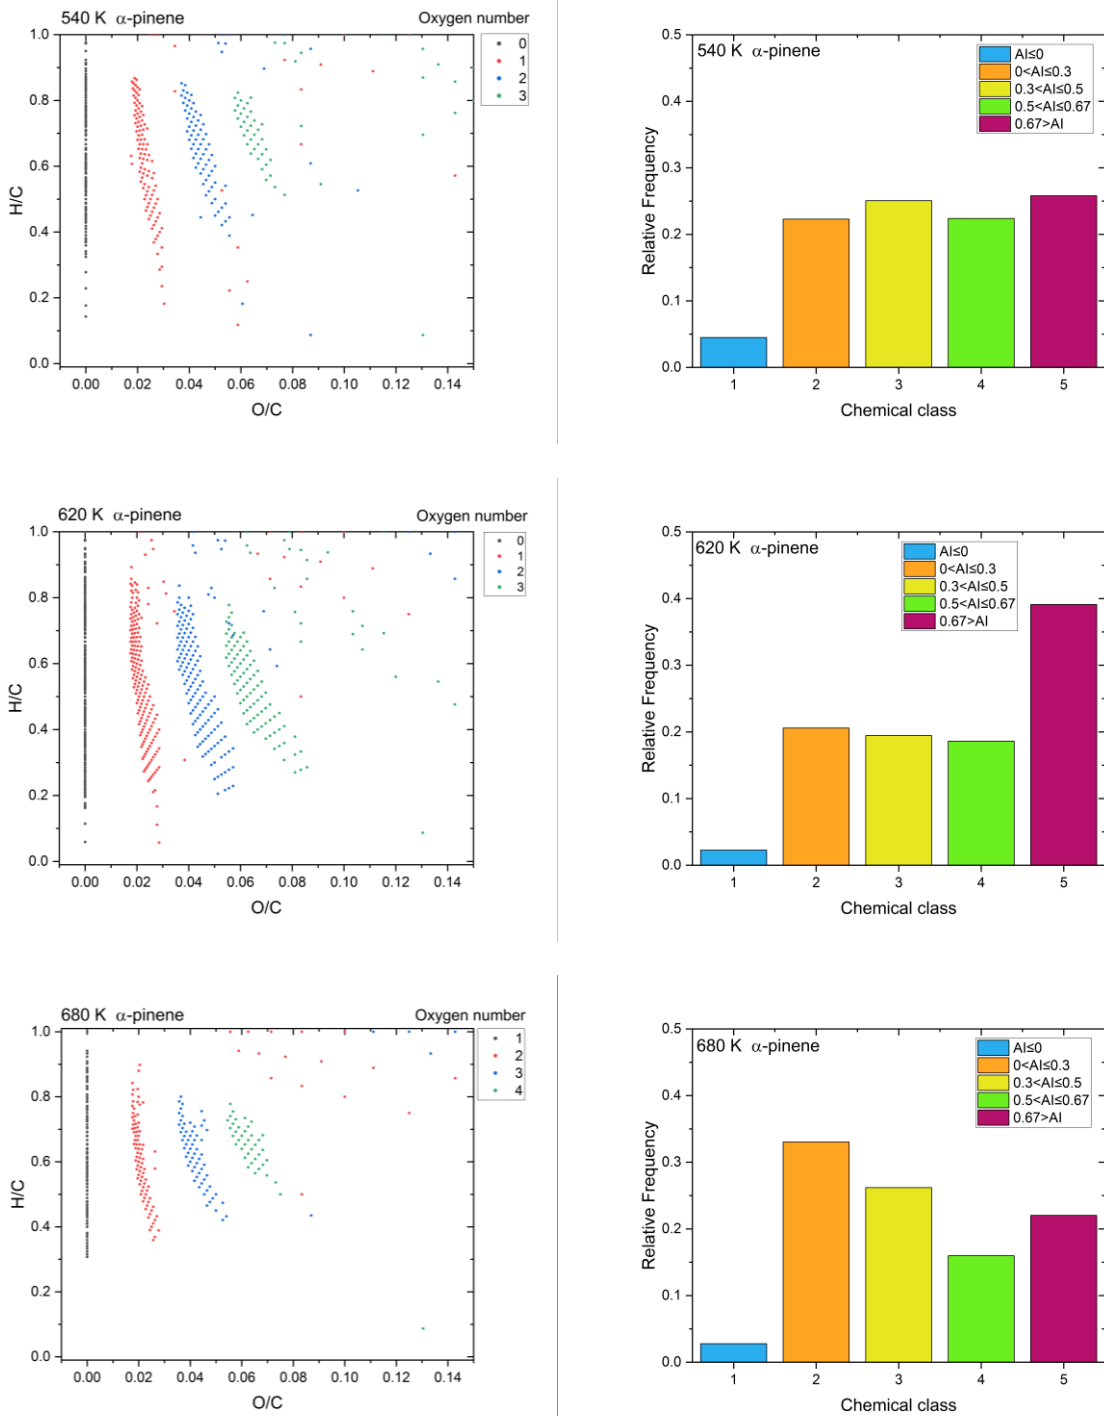 540 K α-pinene
Oxygen number
0
1
2
3
1.0
0.8
0.6
0.4
0.2
0.0
H/C
0.00 0.02 0.04 0.06 0.08 0.10 0.12 0.14
O/C
540 K α-pinene
AI≤0
0<AI≤0.3
0.3<AI≤0.5
0.5<AI≤0.67
0.67>AI
0.5
0.4
0.3
0.2
0.1
0.0
Relative Frequency
1 2 3 4 5
Chemical class
620 K α-pinene
Oxygen number
0
1
2
3
1.0
0.8
0.6
0.4
0.2
0.0
H/C
0.00 0.02 0.04 0.06 0.08 0.10 0.12 0.14
O/C
620 K α-pinene
AI≤0
0<AI≤0.3
0.3<AI≤0.5
0.5<AI≤0.67
0.67>AI
0.5
0.4
0.3
0.2
0.1
0.0
Relative Frequency
1 2 3 4 5
Chemical class
680 K α-pinene
Oxygen number
1
2
3
4
1.0
0.8
0.6
0.4
0.2
0.0
H/C
0.00 0.02 0.04 0.06 0.08 0.10 0.12 0.14
O/C
680 K α-pinene
AI≤0
0<AI≤0.3
0.3<AI≤0.5
0.5<AI≤0.67
0.67>AI
0.5
0.4
0.3
0.2
0.1
0.0
Relative Frequency
1 2 3 4 5
Chemical class